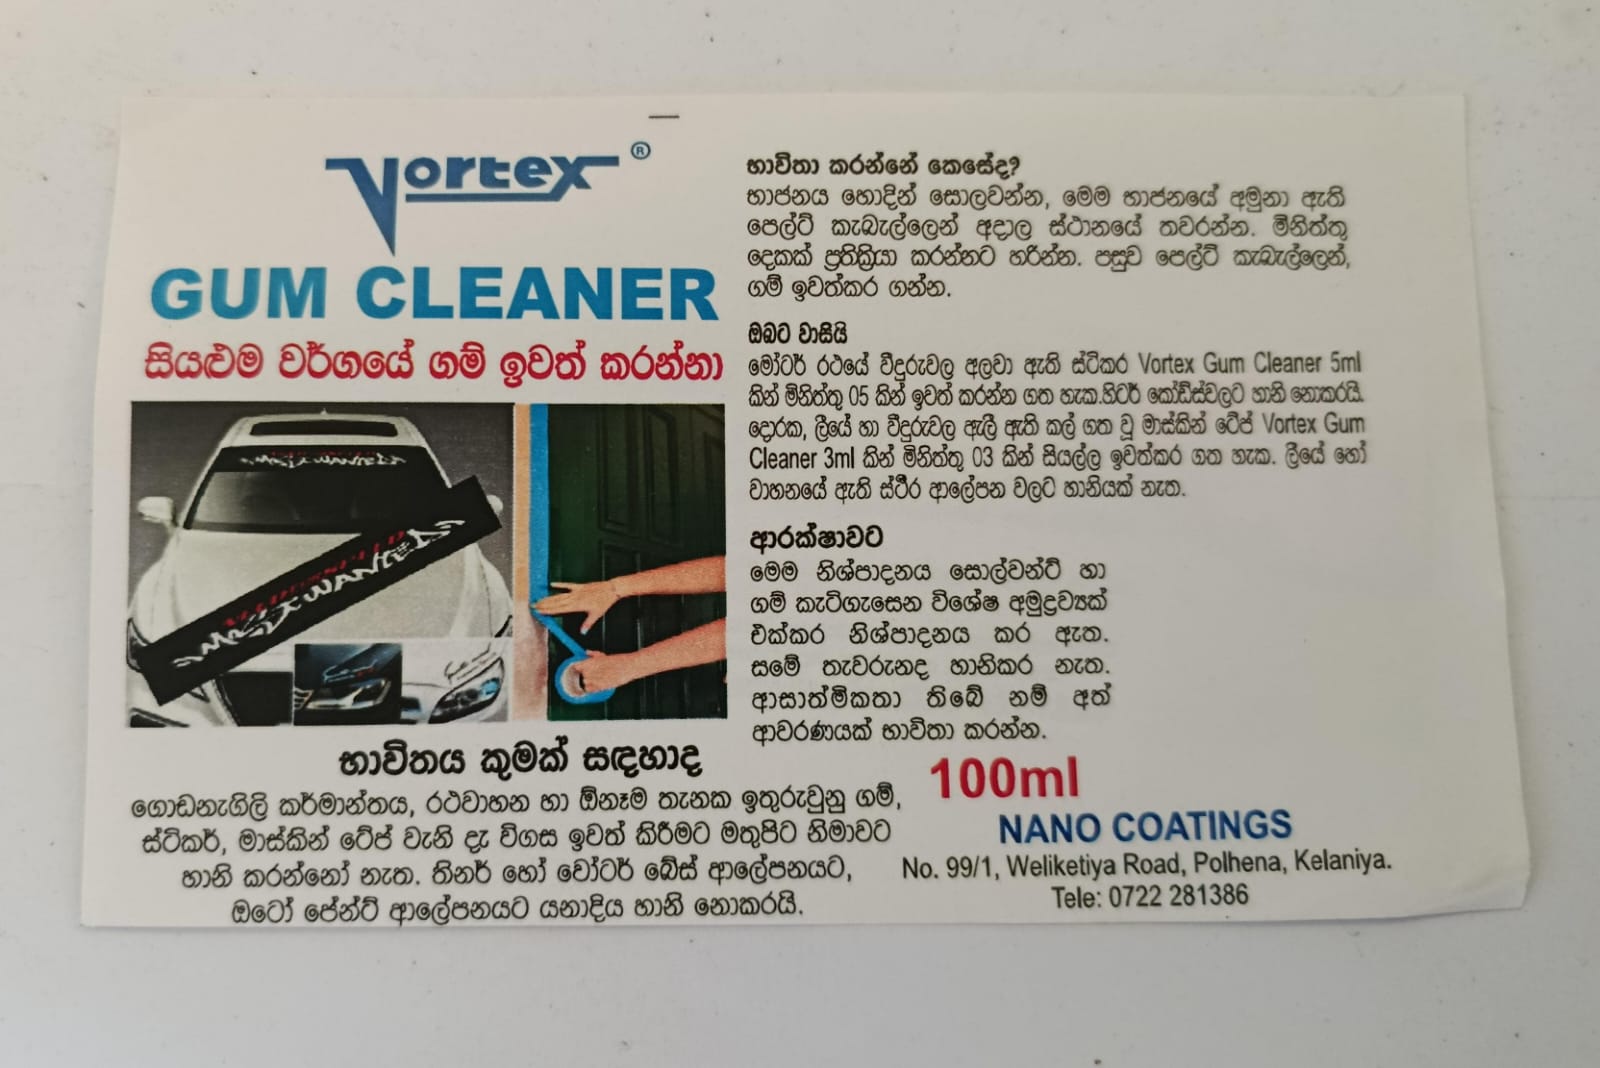 Vortex ®
GUM CLEANER
සියළුම වර්ගයේ ගම් ඉවත් කරන්නා
භාවිතය කුමක් සඳහාද
ගොඩනැගිලි කර්මාන්තය, රථවාහන හා ඕනෑම තැනක ඉතුරුවුනු ගම්,
ස්ටිකර්, මාස්කින් ටේප් වැනි දැ විගස ඉවත් කිරීමට මතුපිට නිමාවට
හානි කරන්නෝ නැත. තිනර් හෝ වෝටර් බේස් ආලේපනයට,
ඔටෝ පේන්ට් ආලේපනයට යනාදිය හානි නොකරයි.
භාවිතා කරන්නේ කෙසේද?
භාජනය හොදින් සොලවන්න, මෙම භාජනයේ අමුනා ඇති
පෙල්ට් කැබැල්ලෙන් අදාල ස්ථානයේ තවරන්න. මිනිත්තු
දෙකක් ප්‍රතික්‍රියා කරන්නට හරින්න. පසුව පෙල්ට් කැබැල්ලෙන්,
ගම් ඉවත්කර ගන්න.
ඔබට වාසියි
මෝටර් රථයේ වීදුරුවල අලවා ඇති ස්ටිකර Vortex Gum Cleaner 5ml
කින් මිනිත්තු 05 කින් ඉවත් කරන්න ගත හැක.හිටර් කෝඩ්ස්වලට හානි නොකරයි.
දොරක, ලීයේ හා වීදුරුවල ඇලී ඇති කල් ගත වූ මාස්කින් ටේප් Vortex Gum
Cleaner 3ml කින් මිනිත්තු 03 කින් සියල්ල ඉවත්කර ගත හැක. ලීයේ හෝ
වාහනයේ ඇති ස්ථීර ආලේපන වලට හානියක් නැත.
ආරක්ෂාවට
මෙම නිශ්පාදනය සොල්වන්ට් හා
ගම් කැටිගැසෙන විශේෂ අමුද්‍රව්‍යක්
එක්කර නිශ්පාදනය කර ඇත.
සමේ තැවරුනද හානිකර නැත.
ආසාත්මිකතා තිබේ නම් අත්
ආවරණයක් භාවිතා කරන්න.
100ml
NANO COATINGS
No. 99/1, Weliketiya Road, Polhena, Kelaniya.
Tele: 0722 281386